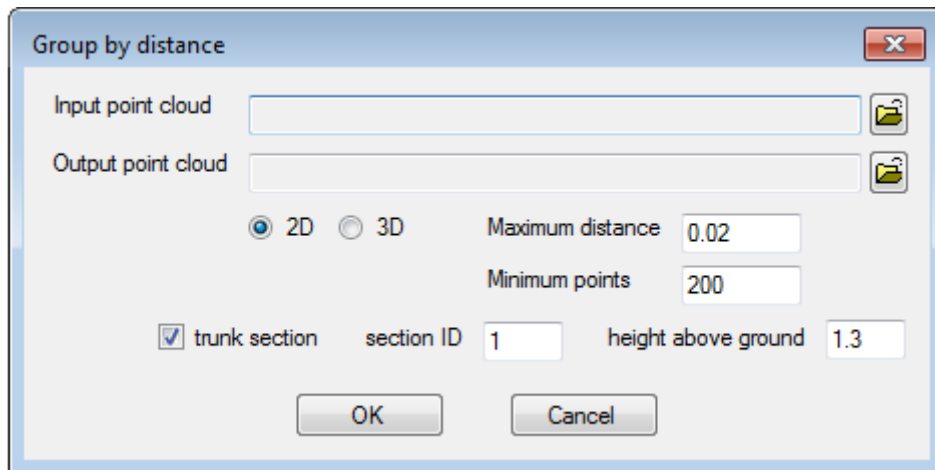 Group by distance
Input point cloud
Output point cloud
2D 3D Maximum distance 0.02
Minimum points 200
trunk section section ID 1 height above ground 1.3
OK Cancel